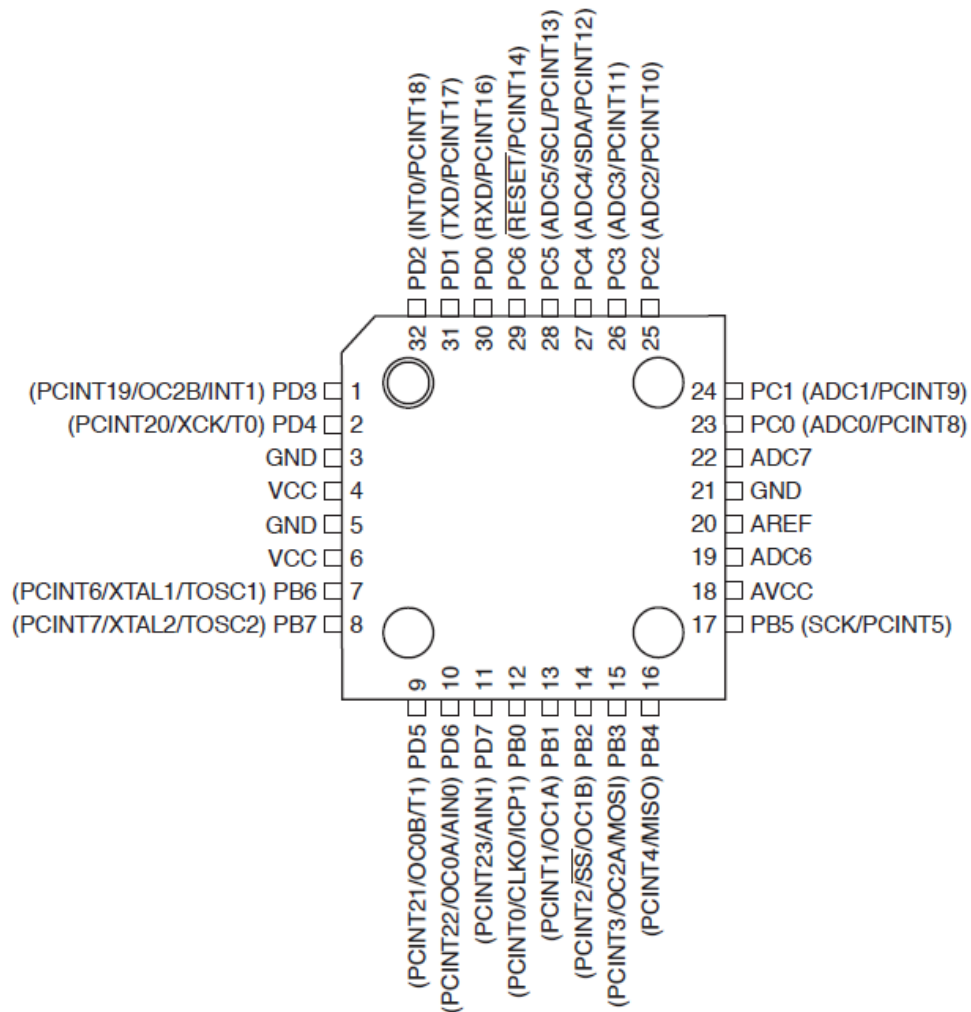 32 PD2 (INT0/PCINT18)
31 PD1 (TXD/PCINT17)
30 PD0 (RXD/PCINT16)
29 PC6 (RESET/PCINT14)
28 PC5 (ADC5/SCL/PCINT13)
27 PC4 (ADC4/SDA/PCINT12)
26 PC3 (ADC3/PCINT11)
25 PC2 (ADC2/PCINT10)
(PCINT19/OC2B/INT1) PD3 1
(PCINT20/XCK/T0) PD4 2
GND 3
VCC 4
GND 5
VCC 6
(PCINT6/XTAL1/TOSC1) PB6 7
(PCINT7/XTAL2/TOSC2) PB7 8
24 PC1 (ADC1/PCINT9)
23 PC0 (ADC0/PCINT8)
22 ADC7
21 GND
20 AREF
19 ADC6
18 AVCC
17 PB5 (SCK/PCINT5)
(PCINT21/OC0B/T1) PD5 9
(PCINT22/OC0A/AIN0) PD6 10
(PCINT23/AIN1) PD7 11
(PCINT0/CLKO/ICP1) PB0 12
(PCINT1/OC1A) PB1 13
(PCINT2/SS/OC1B) PB2 14
(PCINT3/OC2A/MOSI) PB3 15
(PCINT4/MISO) PB4 16